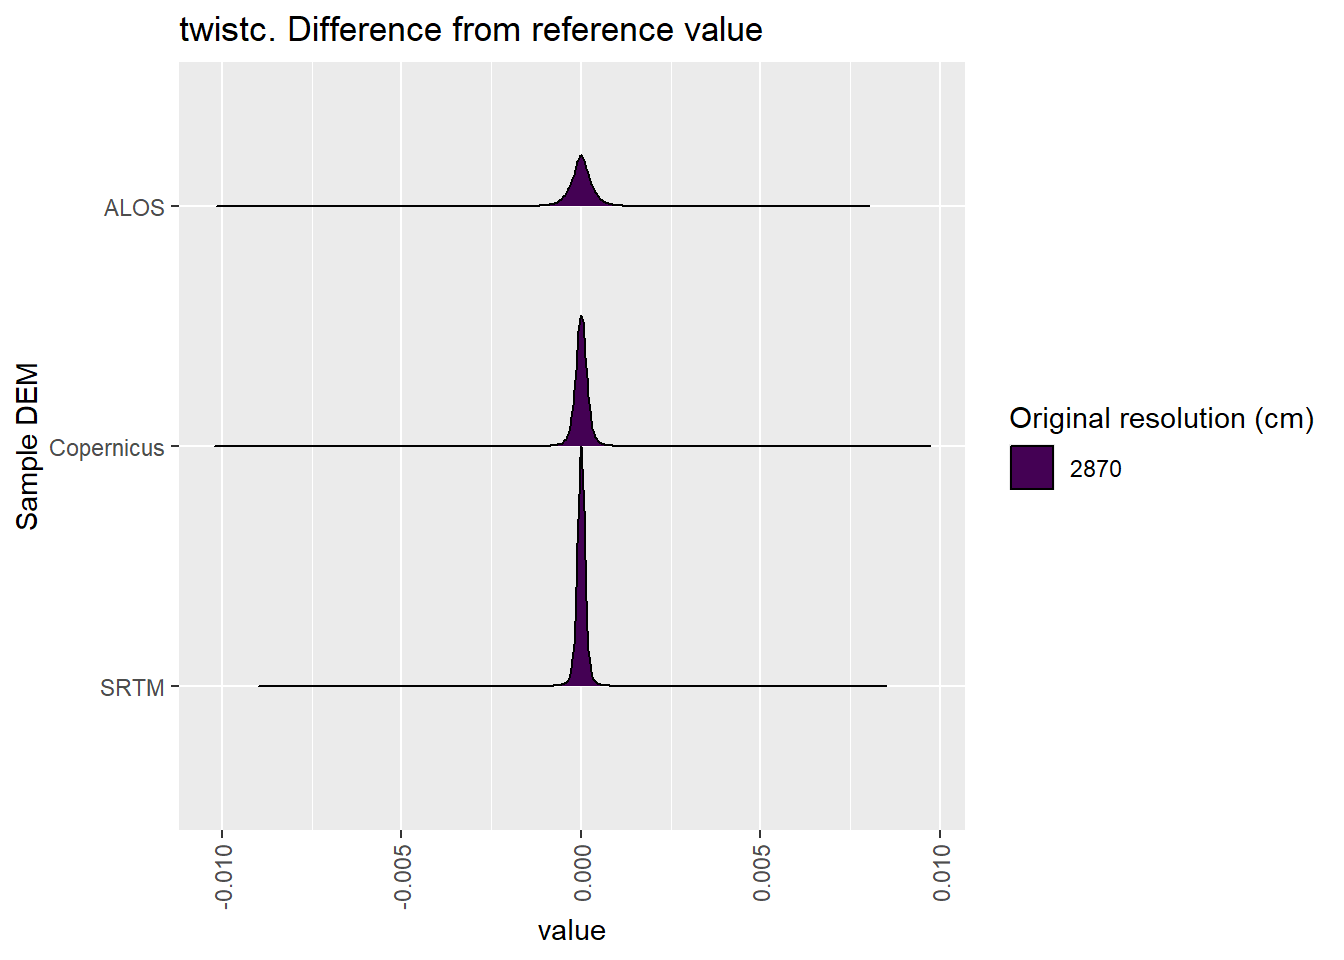 twistc. Difference from reference value
ALOS
Copernicus
SRTM
Sample DEM
-0.010
-0.005
0.000
0.005
0.010
value
Original resolution (cm)
2870